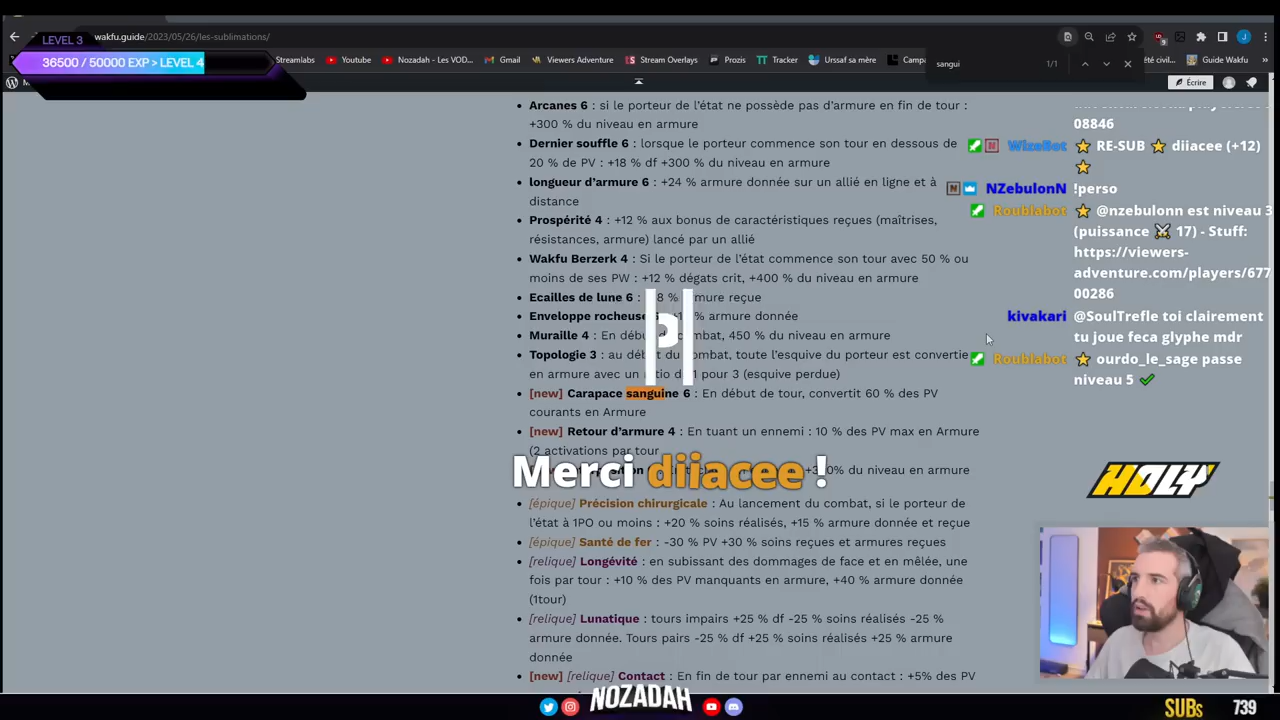 LEVEL 3
36500 / 50000 EXP > LEVEL 4
wakfu.guide/2023/05/26/les-sublimations/
Streamlabs
Youtube
Nozadah - Les VOD...
Gmail
Viewers Adventure
Stream Overlays
Prozis
Tracker
Urssaf sa mère
sangui
1/1
Guide Wakfu
Écrire
Arcanes 6 : si le porteur de l'état ne possède pas d'armure en fin de tour :
+300 % du niveau en armure
Dernier souffle 6 : lorsque le porteur commence son tour en dessous de
20 % de PV : +18 % df +300 % du niveau en armure
longueur d'armure 6 : +24 % armure donnée sur un allié en ligne et à
distance
Prospérité 4 : +12 % aux bonus de caractéristiques reçues (maîtrises,
résistances, armure) lancé par un allié
Wakfu Berzerk 4 : Si le porteur de l'état commence son tour avec 50 % ou
moins de ses PW : +12 % dégats crit, +400 % du niveau en armure
Ecailles de lune 6 : 8 % armure reçue
Enveloppe rocheuse % armure donnée
Muraille 4 : En début de combat, 450 % du niveau en armure
Topologie 3 : au début du combat, toute l'esquive du porteur est convertie
en armure avec un ratio de 1 pour 3 (esquive perdue)
[new] Carapace sanguine 6 : En début de tour, convertit 60 % des PV
courants en Armure
[new] Retour d'armure 4 : En tuant un ennemi : 10 % des PV max en Armure
(2 activations par tour
% du niveau en armure
Merci diiacee !
[épique] Précision chirurgicale : Au lancement du combat, si le porteur de
l'état à 1PO ou moins : +20 % soins réalisés, +15 % armure donnée et reçue
[épique] Santé de fer : -30 % PV +30 % soins reçues et armures reçues
[relique] Longévité : en subissant des dommages de face et en mêlée, une
fois par tour : +10 % des PV manquants en armure, +40 % armure donnée
(1tour)
[relique] Lunatique : tours impairs +25 % df -25 % soins réalisés -25 %
armure donnée. Tours pairs -25 % df +25 % soins réalisés +25 % armure
donnée
[new] [relique] Contact : En fin de tour par ennemi au contact : +5% des PV
08846
WizeBot RE-SUB diiacee (+12)
NZebulonN !perso
Roublabot @nzebulonn est niveau 3
(puissance 17) - Stuff:
https://viewers-
adventure.com/players/677
00286
kivakari @SoulTrefle toi clairement
tu joue feca glyphe mdr
Roublabot ourdo_le_sage passe
niveau 5
HOLY
NOZADAH
SUBs 739